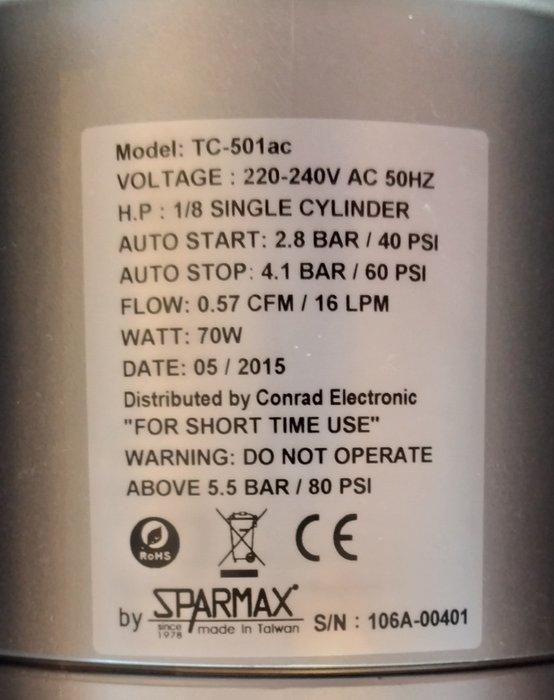 Model: TC-501ac
VOLTAGE : 220-240V AC 50HZ
H.P : 1/8 SINGLE CYLINDER
AUTO START: 2.8 BAR / 40 PSI
AUTO STOP: 4.1 BAR / 60 PSI
FLOW: 0.57 CFM / 16 LPM
WATT: 70W
DATE: 05 / 2015
Distributed by Conrad Electronic
"FOR SHORT TIME USE"
WARNING: DO NOT OPERATE
ABOVE 5.5 BAR / 80 PSI
RoHS CE
by SPARMAX
since 1978 made in Taiwan
S/N : 106A-00401